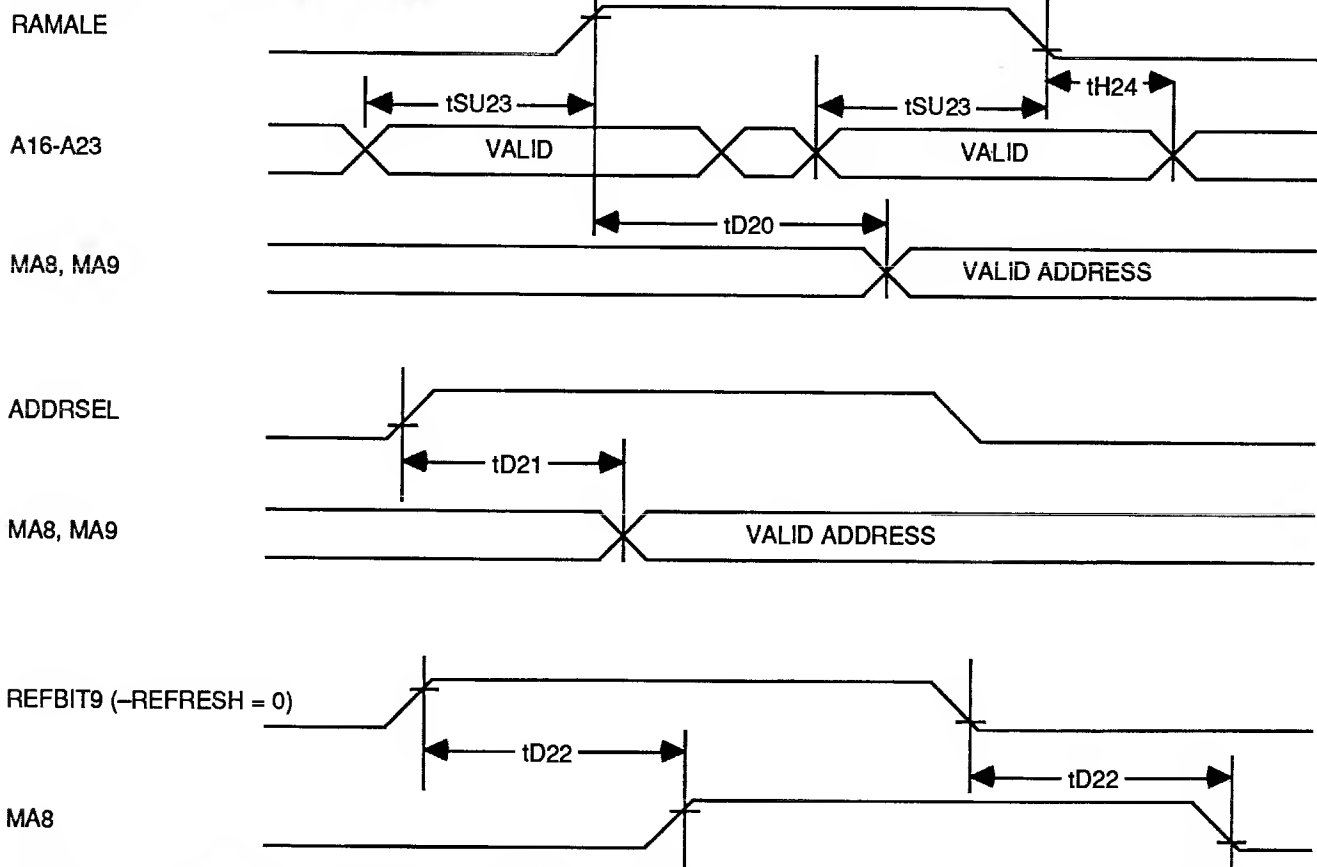 RAMALE
tSU23
tSU23
tH24
A16-A23
VALID
VALID
tD20
MA8, MA9
VALID ADDRESS
ADDRSEL
tD21
MA8, MA9
VALID ADDRESS
REFBIT9 (–REFRESH = 0)
tD22
tD22
MA8